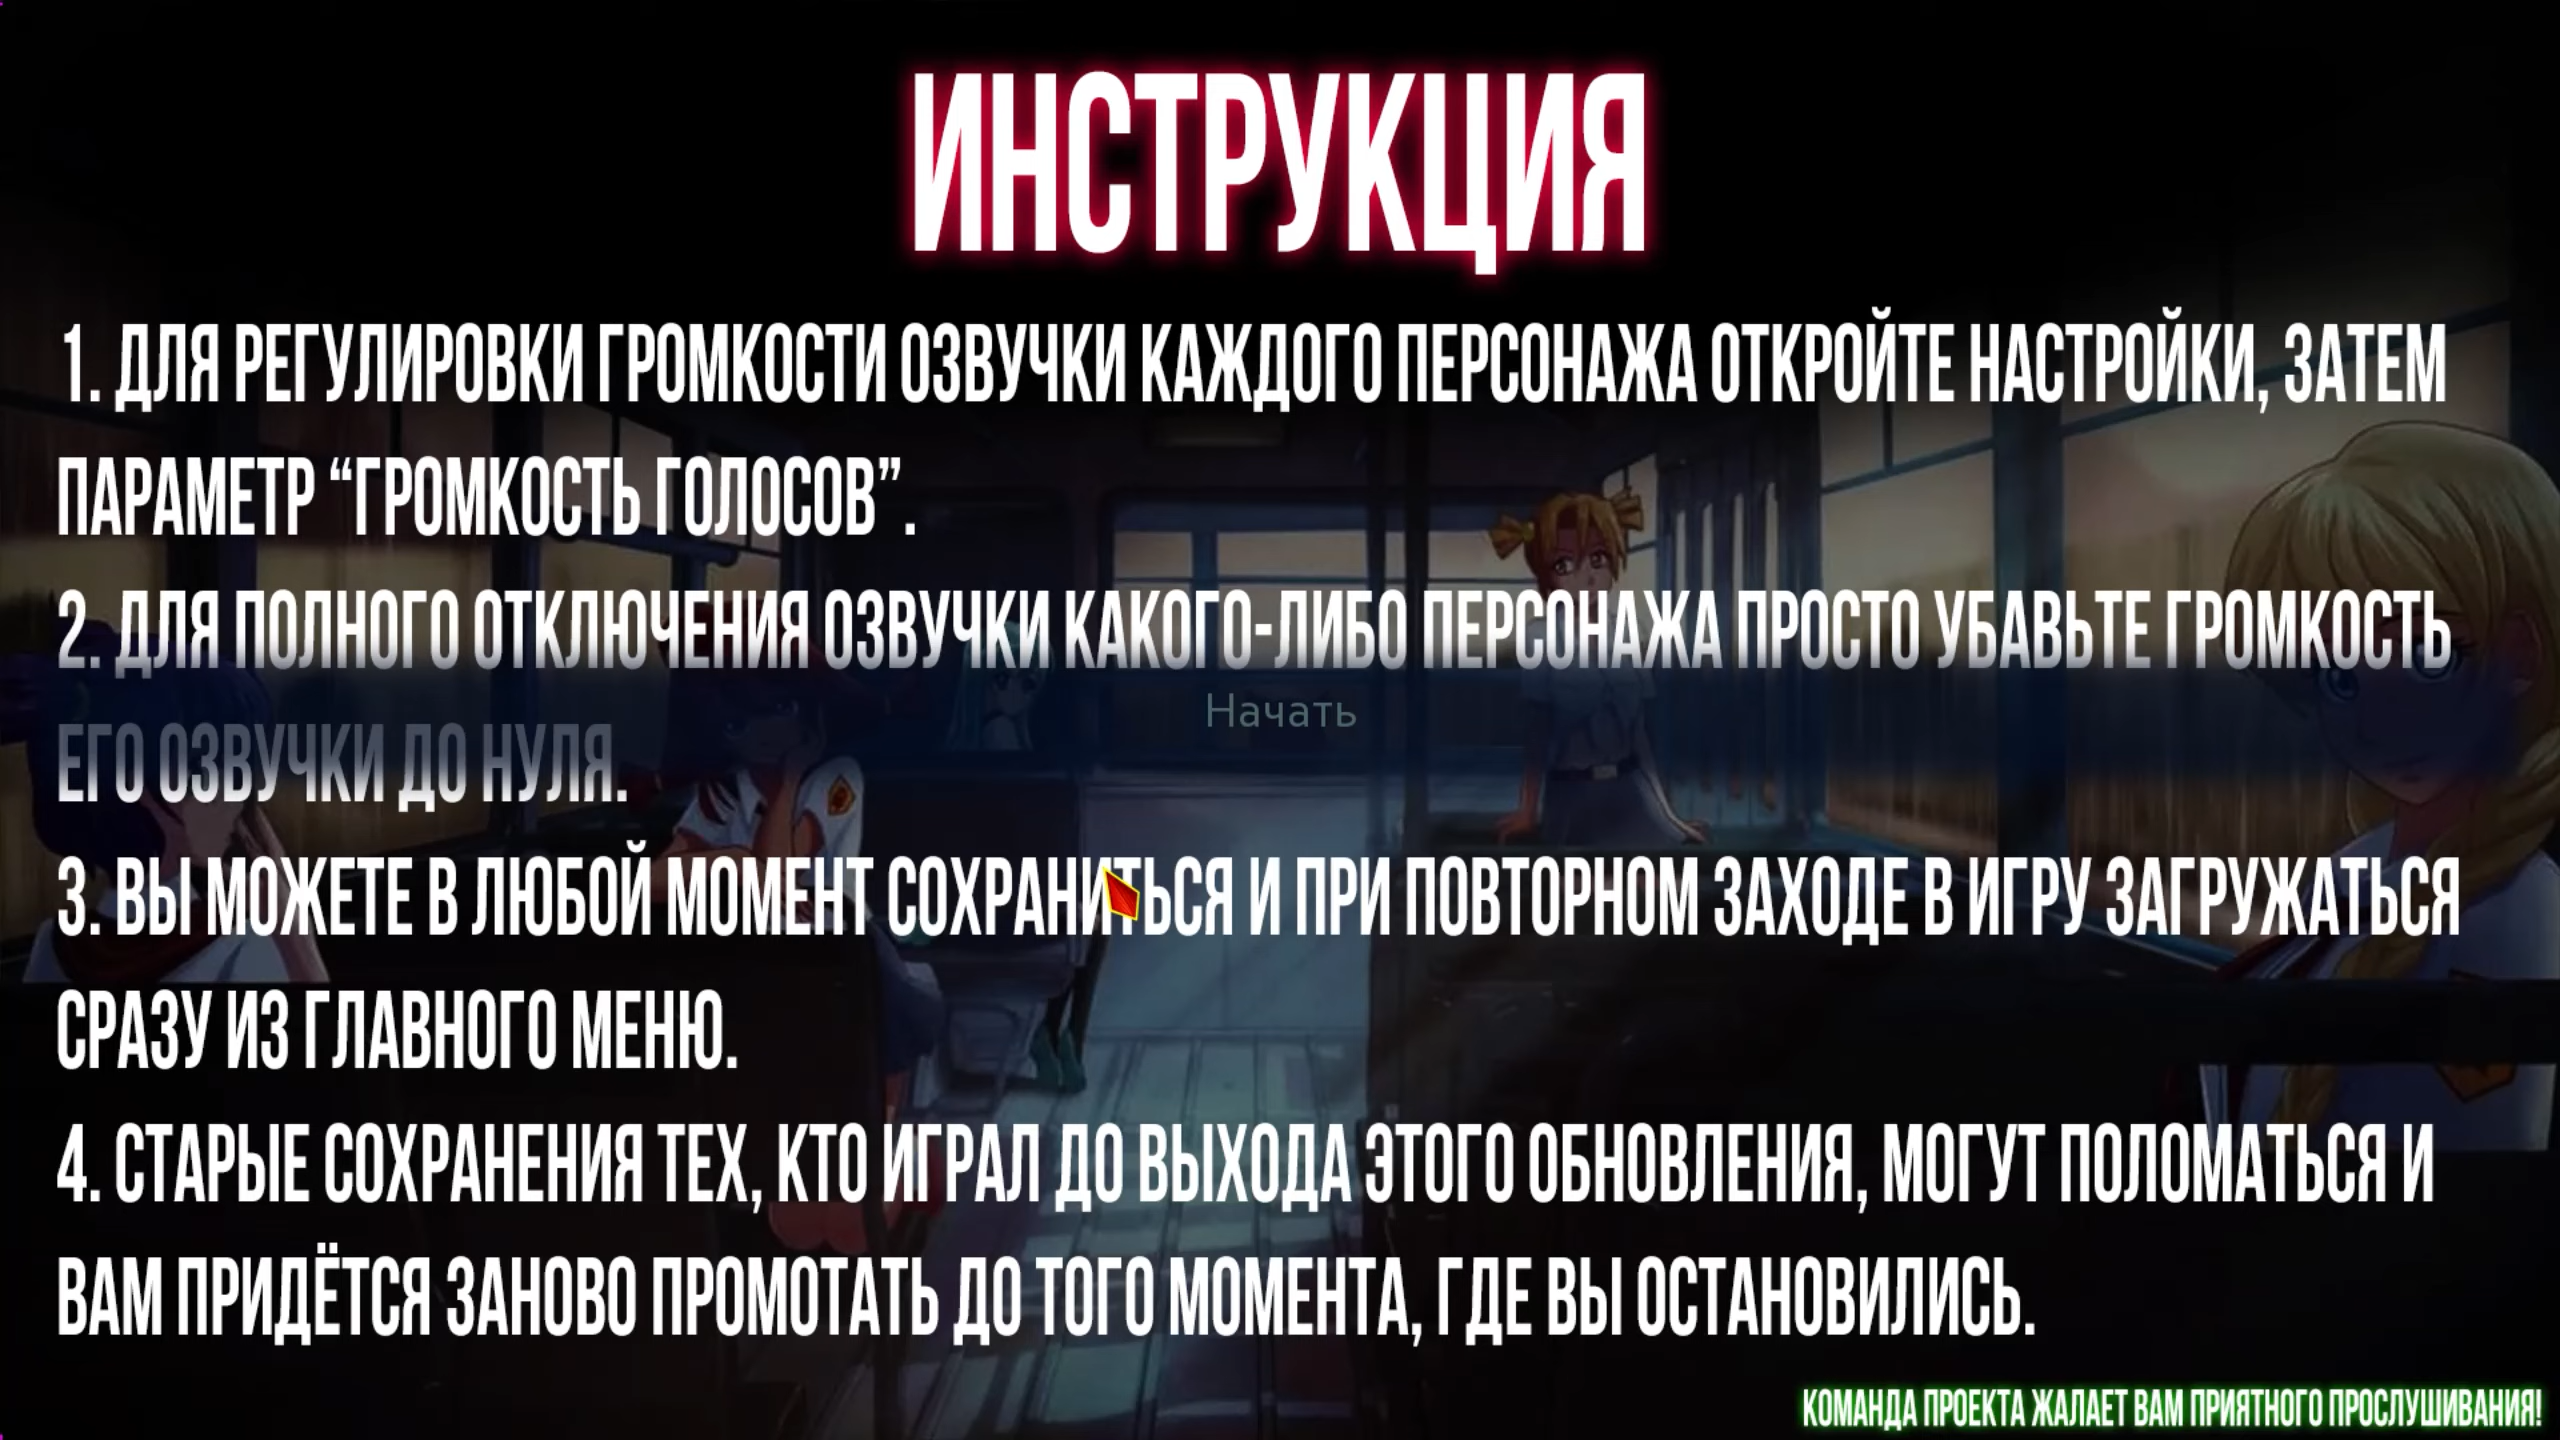 ИНСТРУКЦИЯ
1. ДЛЯ РЕГУЛИРОВКИ ГРОМКОСТИ ОЗВУЧКИ КАЖДОГО ПЕРСОНАЖА ОТКРОЙТЕ НАСТРОЙКИ, ЗАТЕМ
ПАРАМЕТР “ГРОМКОСТЬ ГОЛОСОВ”.
2. ДЛЯ ПОЛНОГО ОТКЛЮЧЕНИЯ ОЗВУЧКИ КАКОГО-ЛИБО ПЕРСОНАЖА ПРОСТО УБАВЬТЕ ГРОМКОСТЬ
Начать
ЕГО ОЗВУЧКИ ДО НУЛЯ.
3. ВЫ МОЖЕТЕ В ЛЮБОЙ МОМЕНТ СОХРАНИТЬСЯ И ПРИ ПОВТОРНОМ ЗАХОДЕ В ИГРУ ЗАГРУЖАТЬСЯ
СРАЗУ ИЗ ГЛАВНОГО МЕНЮ.
4. СТАРЫЕ СОХРАНЕНИЯ ТЕХ, КТО ИГРАЛ ДО ВЫХОДА ЭТОГО ОБНОВЛЕНИЯ, МОГУТ ПОЛОМАТЬСЯ И
ВАМ ПРИДЁТСЯ ЗАНОВО ПРОМОТАТЬ ДО ТОГО МОМЕНТА, ГДЕ ВЫ ОСТАНОВИЛИСЬ.
КОМАНДА ПРОЕКТА ЖАЛАЕТ ВАМ ПРИЯТНОГО ПРОСЛУШИВАНИЯ!